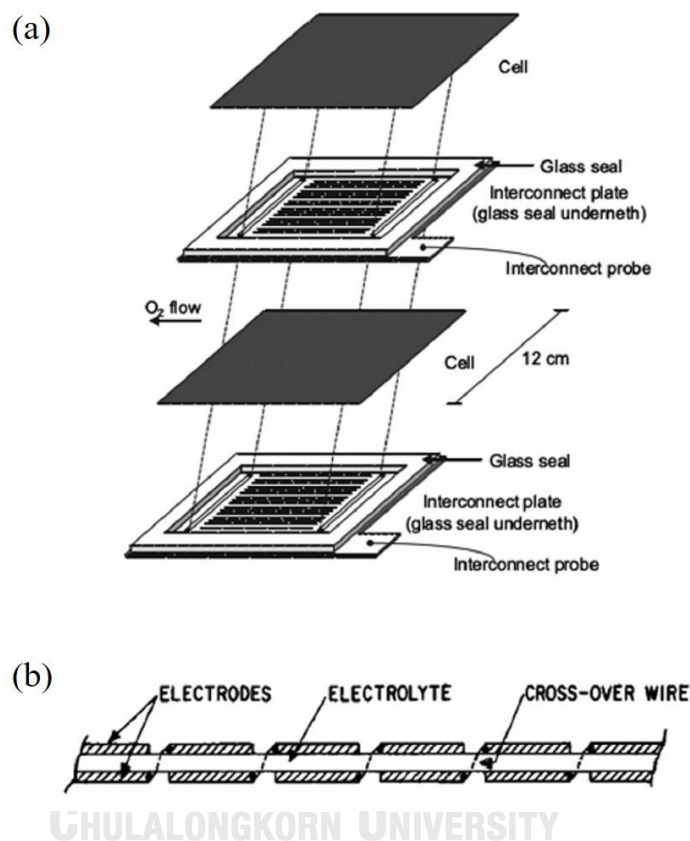 (a)
Cell
Glass seal
Interconnect plate
(glass seal underneth)
Interconnect probe
O₂ flow
Cell
12 cm
Glass seal
Interconnect plate
(glass seal underneth)
Interconnect probe
(b)
ELECTRODES
ELECTROLYTE
CROSS-OVER WIRE
CHULALONGKORN UNIVERSITY